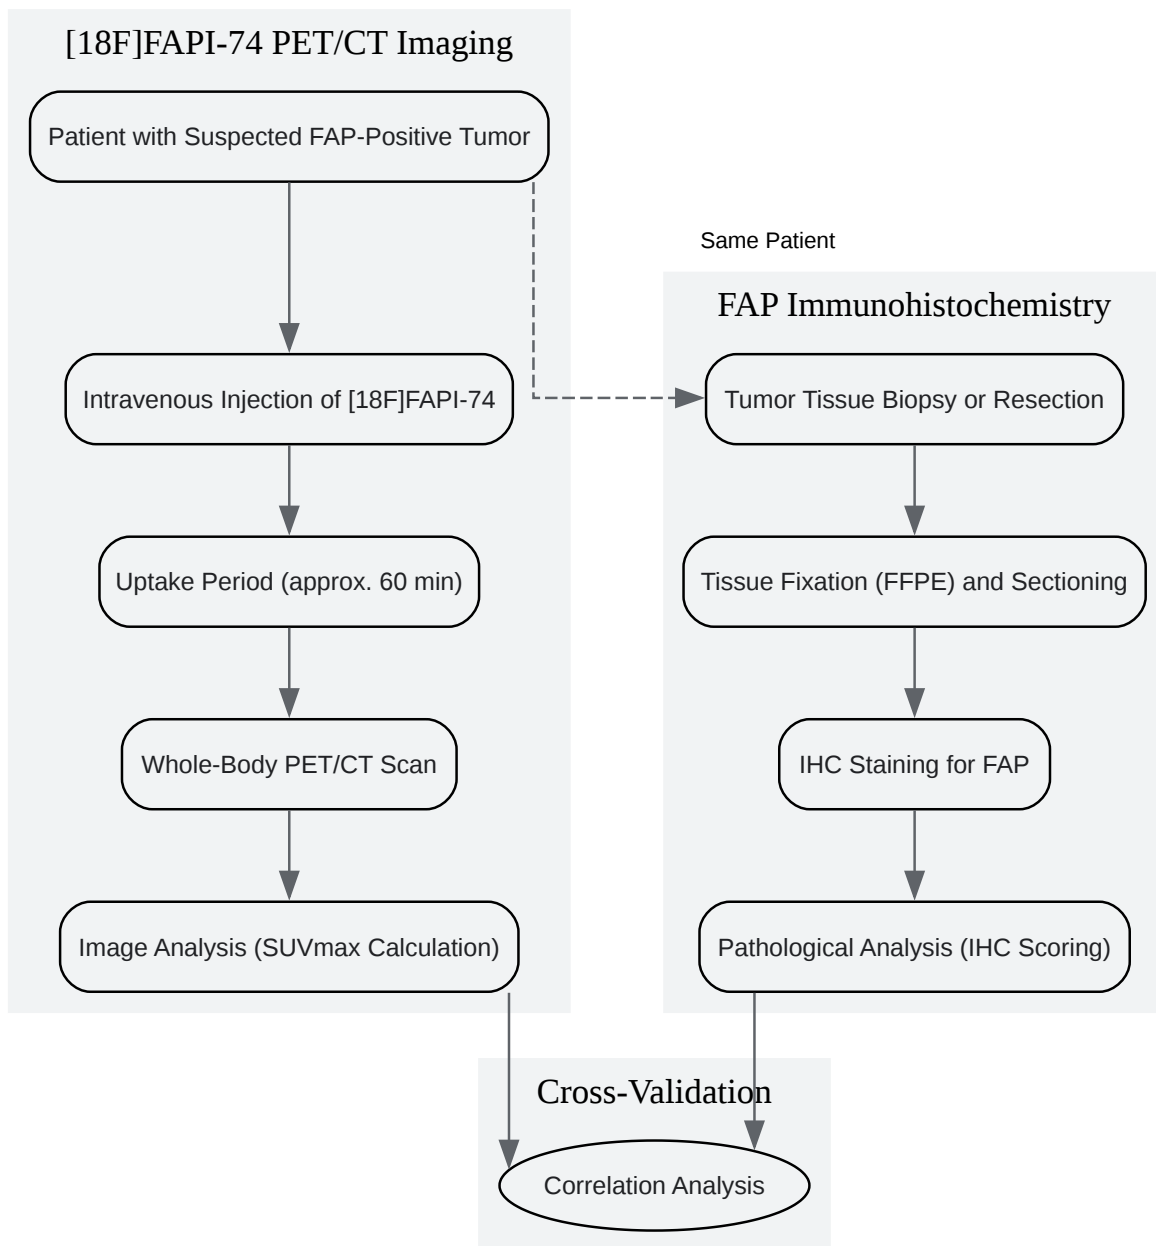 [18F]FAPI-74 PET/CT Imaging
Patient with Suspected FAP-Positive Tumor
Intravenous Injection of [18F]FAPI-74
Uptake Period (approx. 60 min)
Whole-Body PET/CT Scan
Image Analysis (SUVmax Calculation)
Same Patient
FAP Immunohistochemistry
Tumor Tissue Biopsy or Resection
Tissue Fixation (FFPE) and Sectioning
IHC Staining for FAP
Pathological Analysis (IHC Scoring)
Cross-Validation
Correlation Analysis